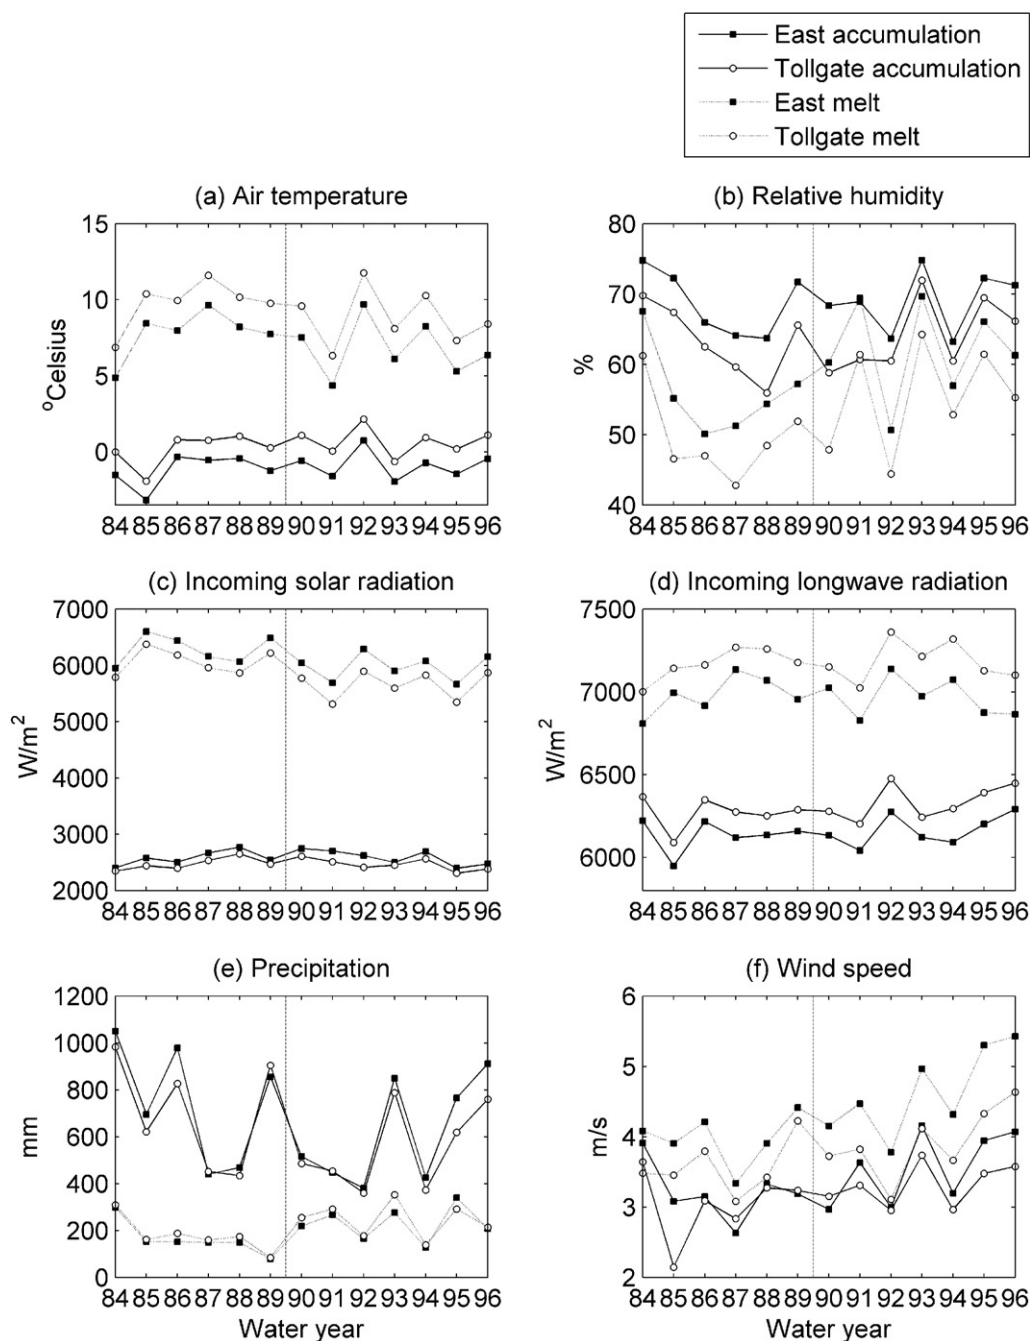 East accumulation
Tollgate accumulation
East melt
Tollgate melt
(a) Air temperature
15
10
5
0
ºCelsius
84 85 86 87 88 89 90 91 92 93 94 95 96
(b) Relative humidity
80
70
60
50
40
%
84 85 86 87 88 89 90 91 92 93 94 95 96
(c) Incoming solar radiation
7000
6000
5000
4000
3000
2000
W/m²
84 85 86 87 88 89 90 91 92 93 94 95 96
(d) Incoming longwave radiation
7500
7000
6500
6000
W/m²
84 85 86 87 88 89 90 91 92 93 94 95 96
(e) Precipitation
1200
1000
800
600
400
200
0
mm
84 85 86 87 88 89 90 91 92 93 94 95 96
Water year
(f) Wind speed
6
5
4
3
2
m/s
84 85 86 87 88 89 90 91 92 93 94 95 96
Water year